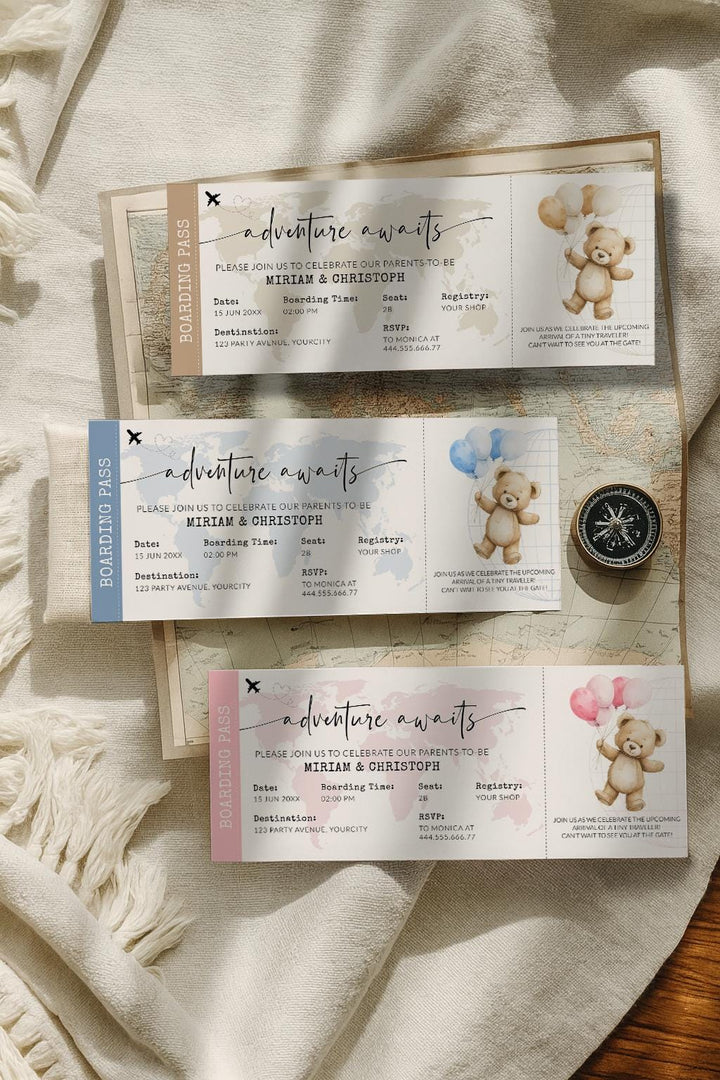 BOARDING PASS
adventure awaits
PLEASE JOIN US TO CELEBRATE OUR PARENTS-TO-BE
MIRIAM & CHRISTOPH
Date: Boarding Time: Seat: Registry:
15 JUN 20XX 02:00 PM 2B YOUR SHOP
Destination: RSVP:
123 PARTY AVENUE, YOURCITY TO MONICA AT
444.555.666.77
JOIN US AS WE CELEBRATE THE UPCOMING
ARRIVAL OF A TINY TRAVELER!
CAN'T WAIT TO SEE YOU AT THE GATE!
BOARDING PASS
adventure awaits
PLEASE JOIN US TO CELEBRATE OUR PARENTS-TO-BE
MIRIAM & CHRISTOPH
Date: Boarding Time: Seat: Registry:
15 JUN 20XX 02:00 PM 2B YOUR SHOP
Destination: RSVP:
123 PARTY AVENUE, YOURCITY TO MONICA AT
444.555.666.77
JOIN US AS WE CELEBRATE THE UPCOMING
ARRIVAL OF A TINY TRAVELER!
CAN'T WAIT TO SEE YOU AT THE GATE!
BOARDING PASS
adventure awaits
PLEASE JOIN US TO CELEBRATE OUR PARENTS-TO-BE
MIRIAM & CHRISTOPH
Date: Boarding Time: Seat: Registry:
15 JUN 20XX 02:00 PM 2B YOUR SHOP
Destination: RSVP:
123 PARTY AVENUE, YOURCITY TO MONICA AT
444.555.666.77
JOIN US AS WE CELEBRATE THE UPCOMING
ARRIVAL OF A TINY TRAVELER!
CAN'T WAIT TO SEE YOU AT THE GATE!